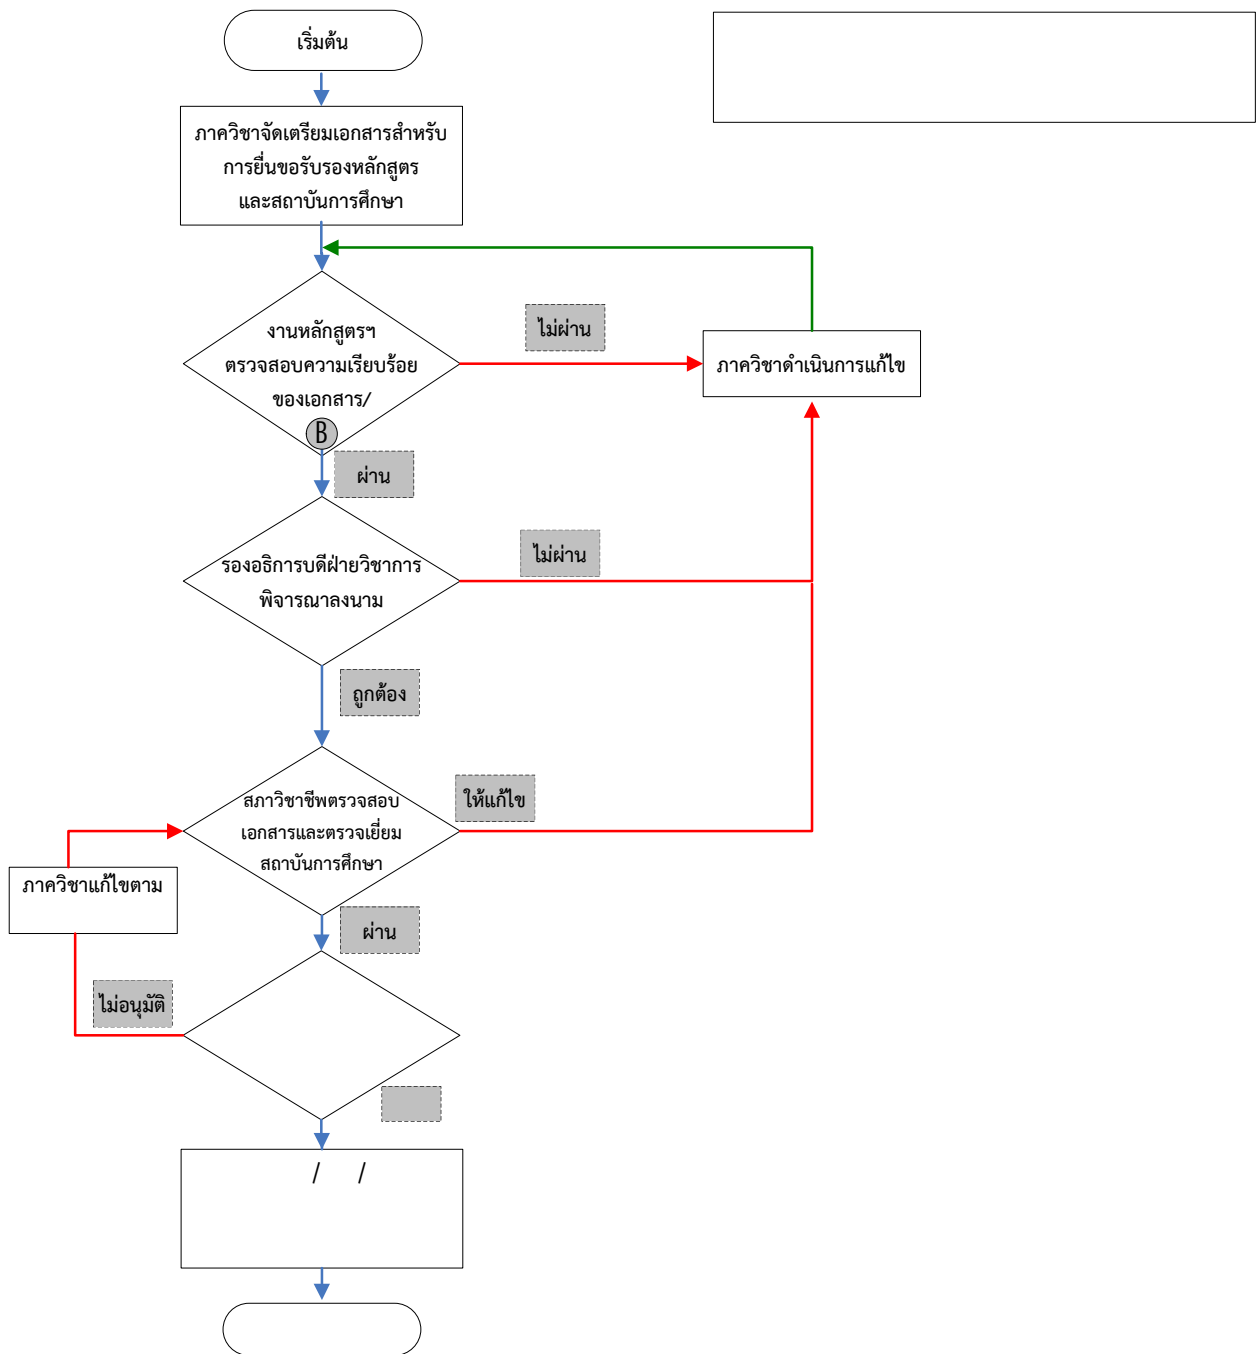 เริ่มต้น
ภาควิชาจัดเตรียมเอกสารสำหรับ
การยื่นขอรับรองหลักสูตร
และสถาบันการศึกษา
งานหลักสูตรฯ
ตรวจสอบความเรียบร้อย
ของเอกสาร/
B
ไม่ผ่าน
ภาควิชาดำเนินการแก้ไข
ผ่าน
รองอธิการบดีฝ่ายวิชาการ
พิจารณาลงนาม
ไม่ผ่าน
ถูกต้อง
สภาวิชาชีพตรวจสอบ
เอกสารและตรวจเยี่ยม
สถาบันการศึกษา
ให้แก้ไข
ภาควิชาแก้ไขตาม
ผ่าน
ไม่อนุมัติ
/ /